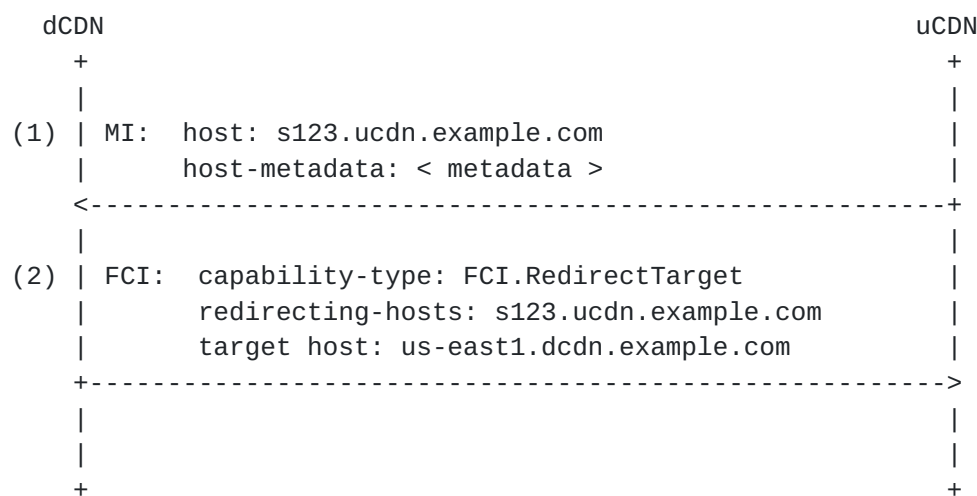 dCDN uCDN
+ +
| |
(1) | MI: host: s123.ucdn.example.com |
| host-metadata: < metadata > |
<-------------------------------------------------------+
| |
(2) | FCI: capability-type: FCI.RedirectTarget |
| redirecting-hosts: s123.ucdn.example.com |
| target host: us-east1.dcdn.example.com |
+------------------------------------------------------->
| |
| |
+ +